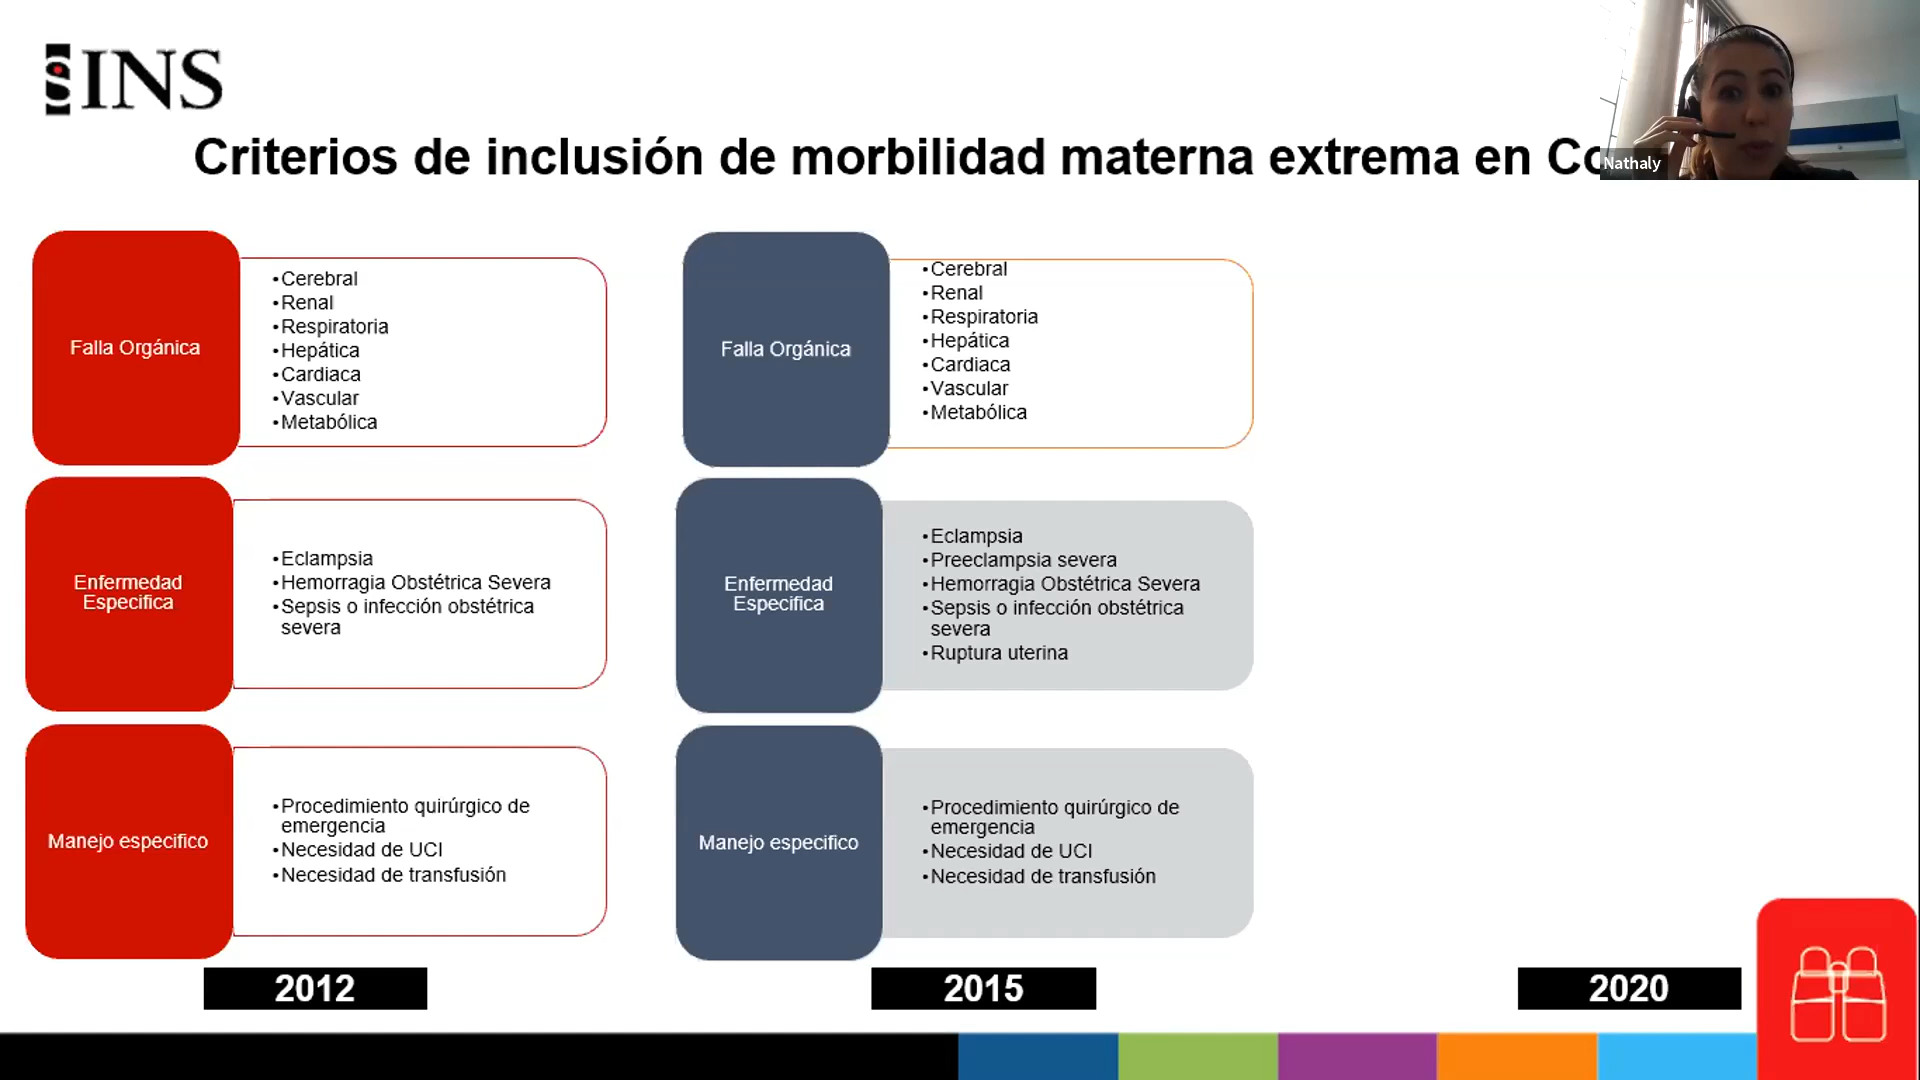 INS
Criterios de inclusión de morbilidad materna extrema en
Nathaly
Falla Orgánica
•Cerebral
•Renal
•Respiratoria
•Hepática
•Cardiaca
•Vascular
•Metabólica
Enfermedad
Especifica
•Eclampsia
•Hemorragia Obstétrica Severa
•Sepsis o infección obstétrica
severa
Manejo especifico
•Procedimiento quirúrgico de
emergencia
•Necesidad de UCI
•Necesidad de transfusión
2012
Falla Orgánica
•Cerebral
•Renal
•Respiratoria
•Hepática
•Cardiaca
•Vascular
•Metabólica
Enfermedad
Especifica
•Eclampsia
•Preeclampsia severa
•Hemorragia Obstétrica Severa
•Sepsis o infección obstétrica
severa
•Ruptura uterina
Manejo especifico
•Procedimiento quirúrgico de
emergencia
•Necesidad de UCI
•Necesidad de transfusión
2015
2020